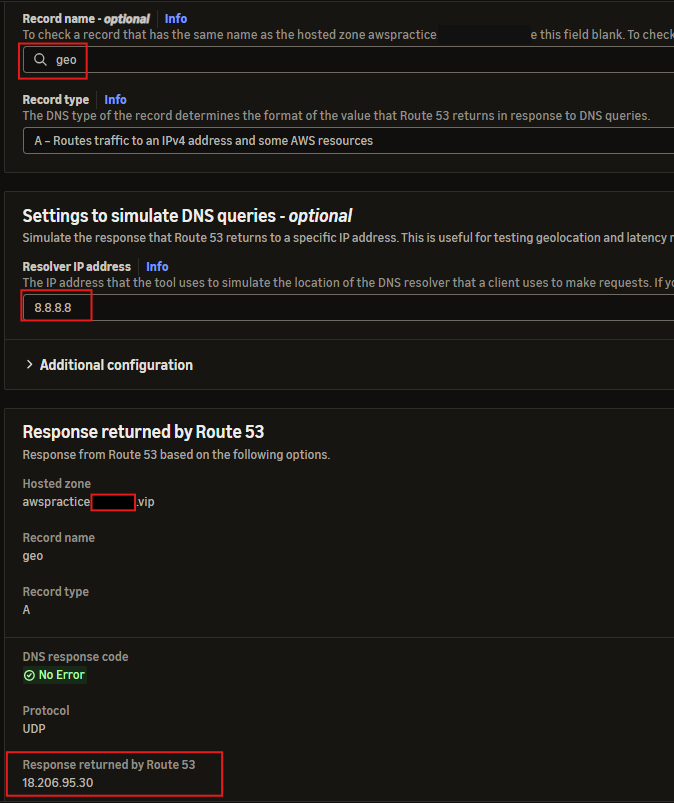 Record name - optional Info
To check a record that has the same name as the hosted zone awspractice e this field blank. To check
geo
Record type Info
The DNS type of the record determines the format of the value that Route 53 returns in response to DNS queries.
A – Routes traffic to an IPv4 address and some AWS resources
Settings to simulate DNS queries - optional
Simulate the response that Route 53 returns to a specific IP address. This is useful for testing geolocation and latency r
Resolver IP address Info
The IP address that the tool uses to simulate the location of the DNS resolver that a client uses to make requests. If yo
8.8.8.8
Additional configuration
Response returned by Route 53
Response from Route 53 based on the following options.
Hosted zone
awspractice .vip
Record name
geo
Record type
A
DNS response code
No Error
Protocol
UDP
Response returned by Route 53
18.206.95.30